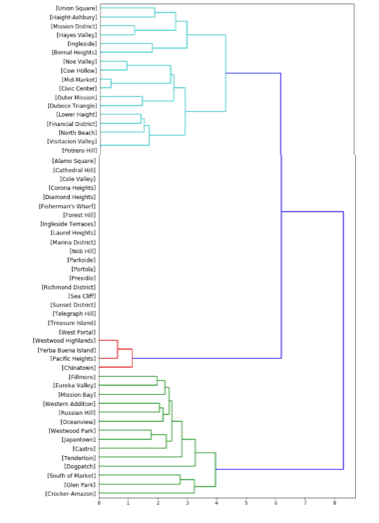 [Union Square]
[Haight-Ashbury]
[Mission District]
[Hayes Valley]
[Ingleside]
[Bernal Heights]
[Noe Valley]
[Cow Hollow]
[Mid-Market]
[Civic Center]
[Outer Mission]
[Duboce Triangle]
[Lower Haight]
[Financial District]
[North Beach]
[Visitacion Valley]
[Potrero Hill]
[Alamo Square]
[Cathedral Hill]
[Cole Valley]
[Corona Heights]
[Diamond Heights]
[Fisherman's Wharf]
[Forest Hill]
[Ingleside Terraces]
[Laurel Heights]
[Marina District]
[Nob Hill]
[Parkside]
[Portola]
[Presidio]
[Richmond District]
[Sea Cliff]
[Sunset District]
[Telegraph Hill]
[Treasure Island]
[West Portal]
[Westwood Highlands]
[Yerba Buena Island]
[Pacific Heights]
[Chinatown]
[Fillmore]
[Eureka Valley]
[Mission Bay]
[Western Addition]
[Russian Hill]
[Oceanview]
[Westwood Park]
[Japantown]
[Castro]
[Tenderloin]
[Dogpatch]
[South of Market]
[Glen Park]
[Crocker-Amazon]
0 1 2 3 4 5 6 7 8